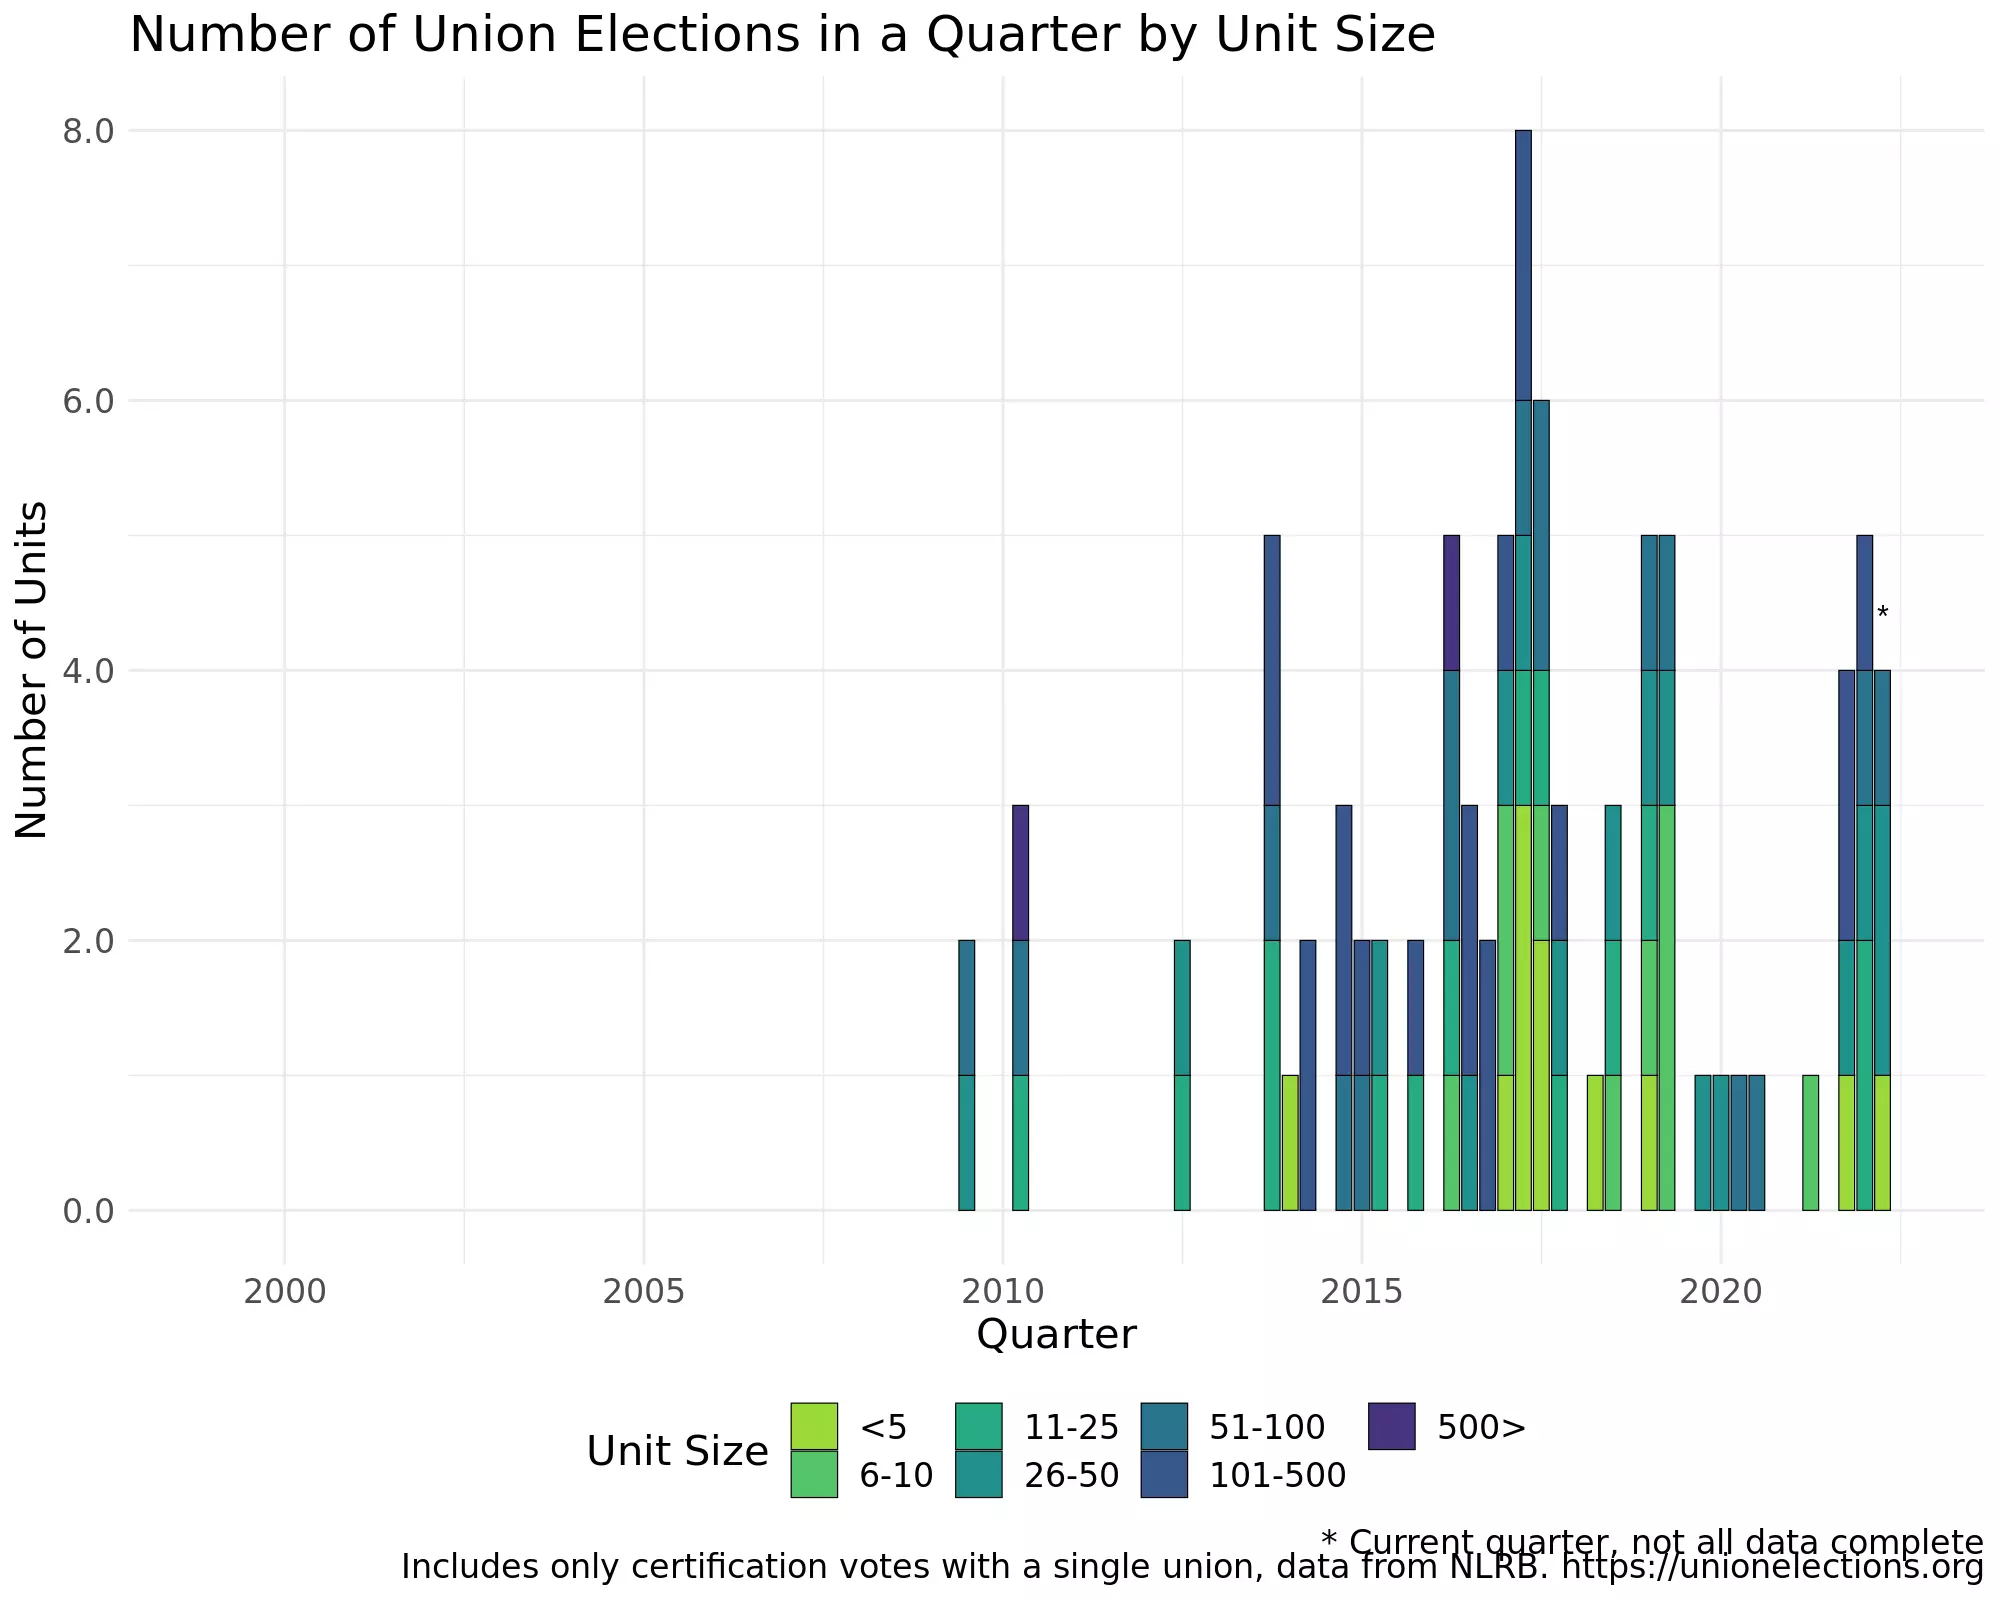 Number of Union Elections in a Quarter by Unit Size
Number of Units
8.0
6.0
4.0
2.0
0.0
*
2000 2005 2010 2015 2020
Quarter
Unit Size
<5 11-25 51-100 500>
6-10 26-50 101-500
* Current quarter, not all data complete
Includes only certification votes with a single union, data from NLRB. https://unionelections.org